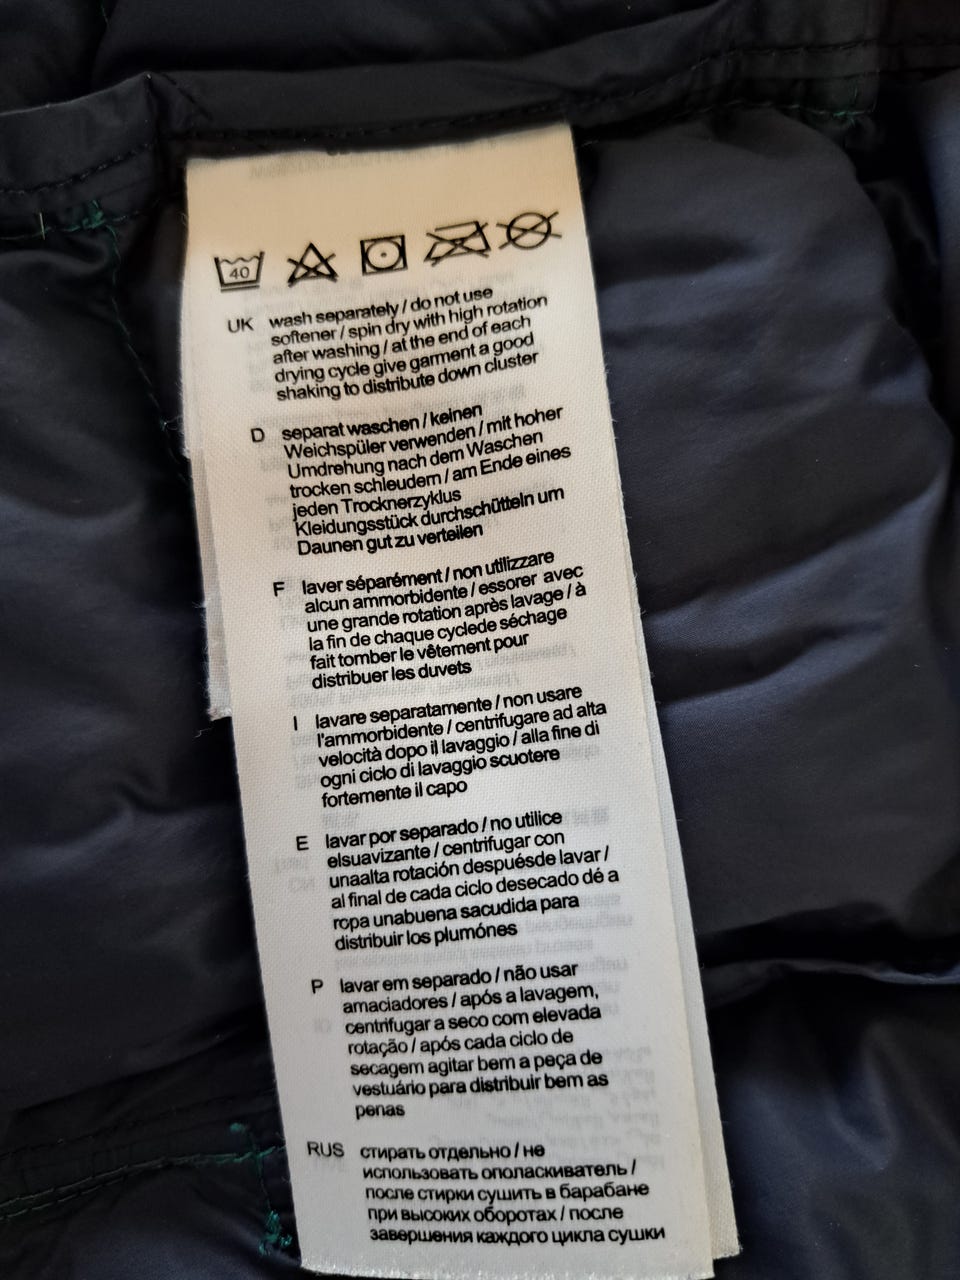 40
UK wash separately / do not use
softener / spin dry with high rotation
after washing / at the end of each
drying cycle give garment a good
shaking to distribute down cluster
D separat waschen / keinen
Weichspüler verwenden / mit hoher
Umdrehung nach dem Waschen
trocken schleudern / am Ende eines
jeden Trocknerzyklus
Kleidungsstück durchschütteln um
Daunen gut zu verteilen
F laver séparément / non utilizzare
alcun ammorbidente / essorer avec
une grande rotation après lavage / à
la fin de chaque cyclede séchage
fait tomber le vêtement pour
distribuer les duvets
I lavare separatamente / non usare
l'ammorbidente / centrifugare ad alta
velocità dopo il lavaggio / alla fine di
ogni ciclo di lavaggio scuotere
fortemente il capo
E lavar por separado / no utilice
elsuavizante / centrifugar con
unaalta rotación despuésde lavar /
al final de cada ciclo desecado dé a
ropa unabuena sacudida para
distribuir los plumónes
P lavar em separado / não usar
amaciadores / após a lavagem,
centrifugar a seco com elevada
rotação / após cada ciclo de
secagem agitar bem a peça de
vestuário para distribuir bem as
penas
RUS стирать отдельно / не
использовать ополаскиватель /
после стирки сушить в барабане
при высоких оборотах / после
завершения каждого цикла сушки